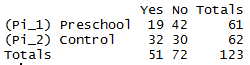 Yes No Totals
(Pi_1) Preschool 19 42 61
(Pi_2) Control 32 30 62
Totals 51 72 123